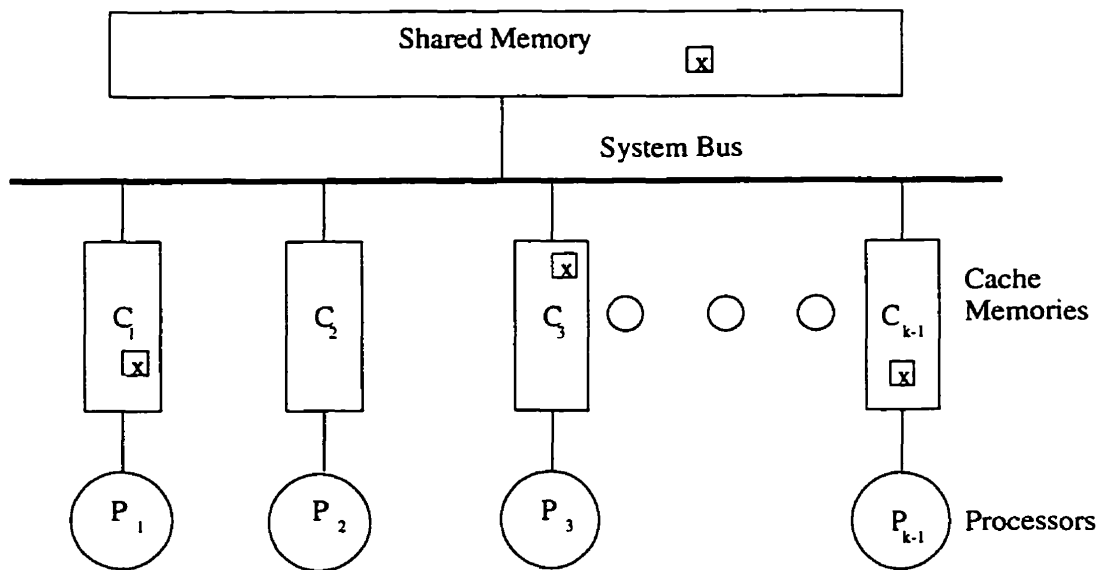 Shared Memory
x
System Bus
x
Cache
Memories
C1
C2
C3
Ck-1
x
x
P1
P2
P3
Pk-1
Processors